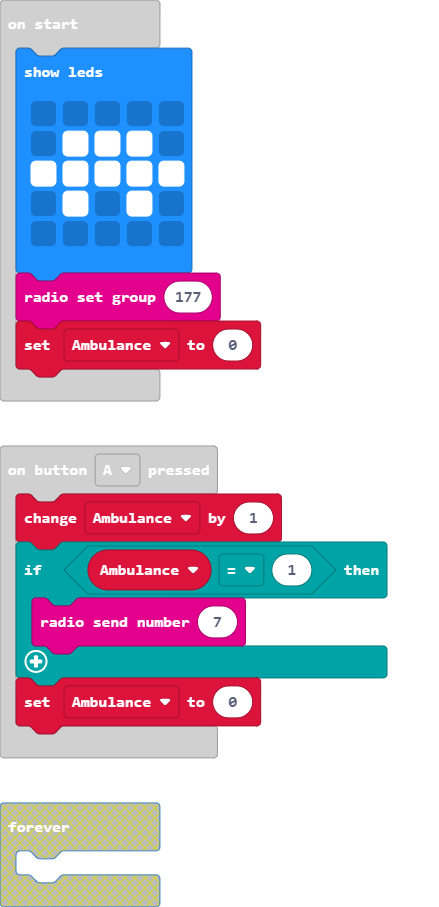 on start
show leds
radio set group 177
set Ambulance to 0
on button A pressed
change Ambulance by 1
if Ambulance = 1 then
radio send number 7
set Ambulance to 0
forever